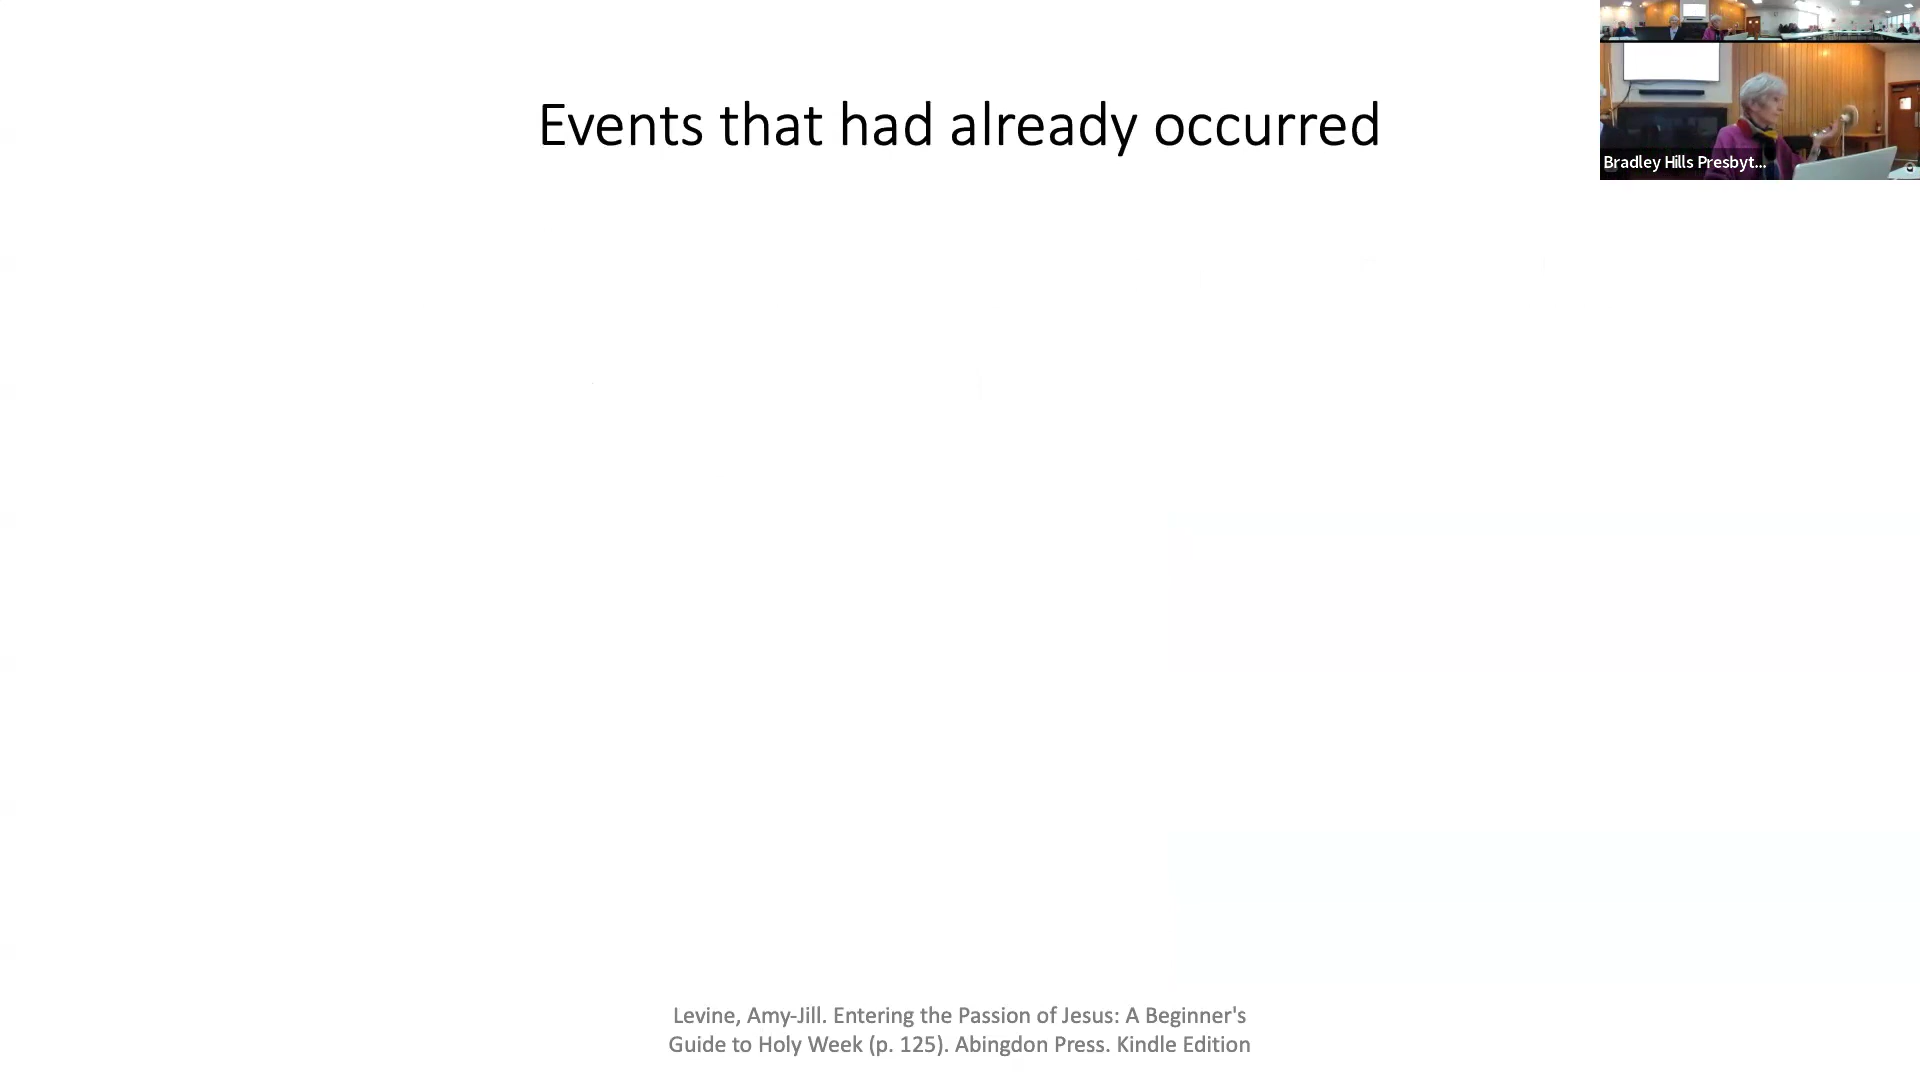 Events that had already occurred
Bradley Hills Presbyt...
Levine, Amy-Jill. Entering the Passion of Jesus: A Beginner's
Guide to Holy Week (p. 125). Abingdon Press. Kindle Edition